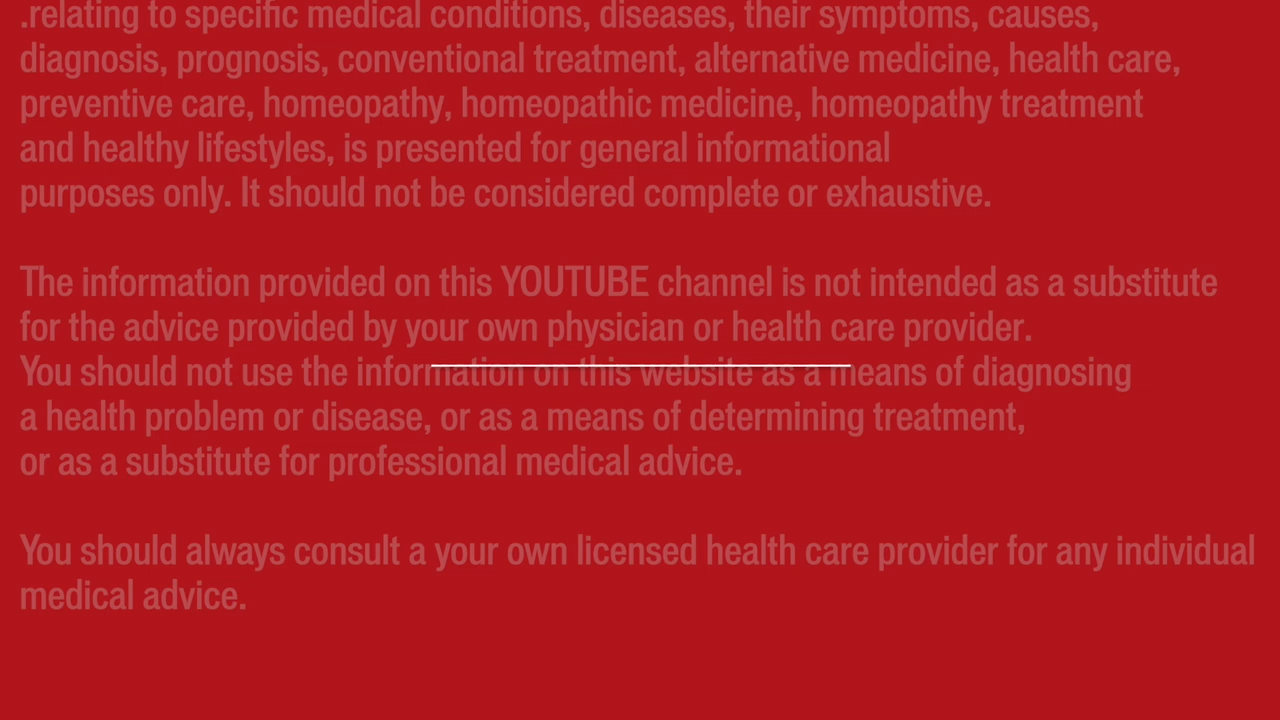 .relating to specific medical conditions, diseases, their symptoms, causes,
diagnosis, prognosis, conventional treatment, alternative medicine, health care,
preventive care, homeopathy, homeopathic medicine, homeopathy treatment
and healthy lifestyles, is presented for general informational
purposes only. It should not be considered complete or exhaustive.
The information provided on this YOUTUBE channel is not intended as a substitute
for the advice provided by your own physician or health care provider.
You should not use the information on this website as a means of diagnosing
a health problem or disease, or as a means of determining treatment,
or as a substitute for professional medical advice.
You should always consult a your own licensed health care provider for any individual
medical advice.